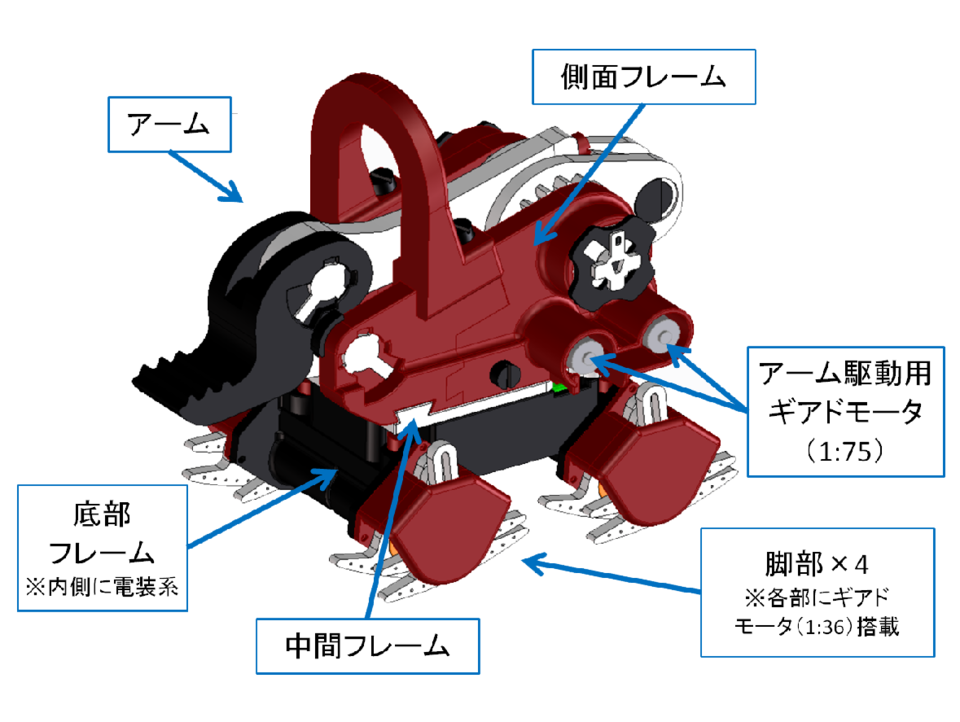 側面フレーム
アーム
アーム駆動用
ギアドモータ
（1:75）
底部
フレーム
※内側に電装系
脚部×4
※各部にギアド
モータ（1:36）搭載
中間フレーム